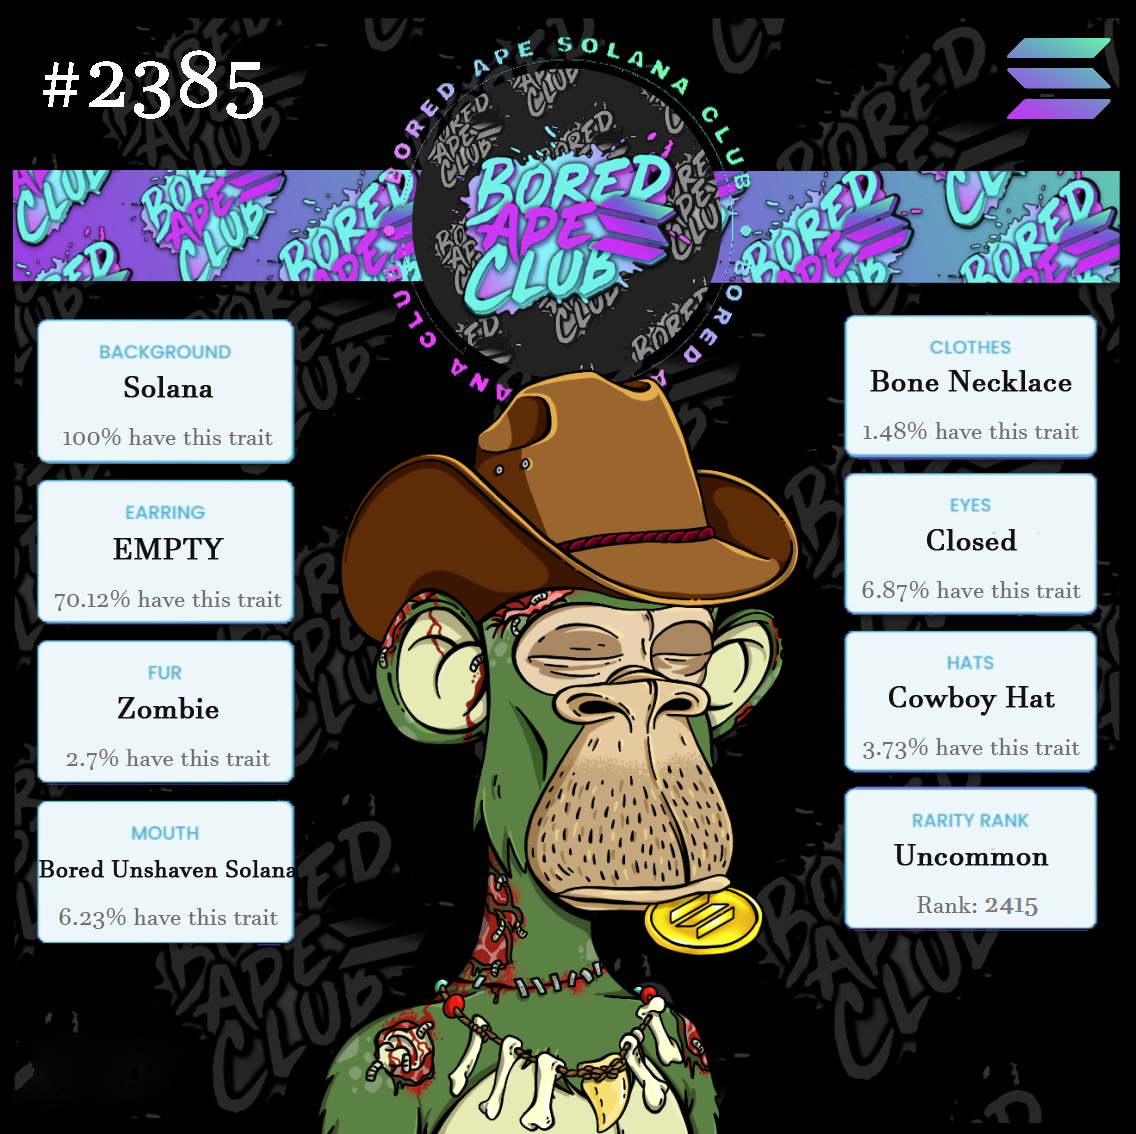 #2385
BORED APE SOLANA CLUB
BORED
APE
CLUB
BACKGROUND
Solana
100% have this trait
EARRING
EMPTY
70.12% have this trait
FUR
Zombie
2.7% have this trait
MOUTH
Bored Unshaven Solana
6.23% have this trait
CLOTHES
Bone Necklace
1.48% have this trait
EYES
Closed
6.87% have this trait
HATS
Cowboy Hat
3.73% have this trait
RARITY RANK
Uncommon
Rank: 2415